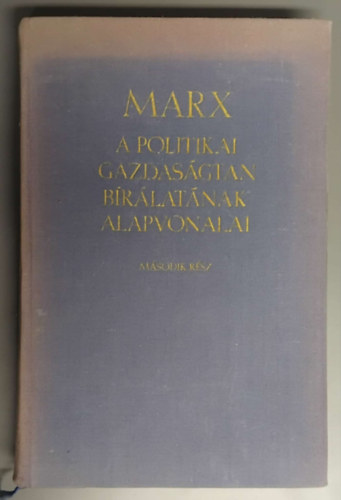 MARX
A POLITIKAI
GAZDASÁGTAN
BÍRÁLATÁNAK
ALAPVONALAI
MÁSODIK RÉSZ